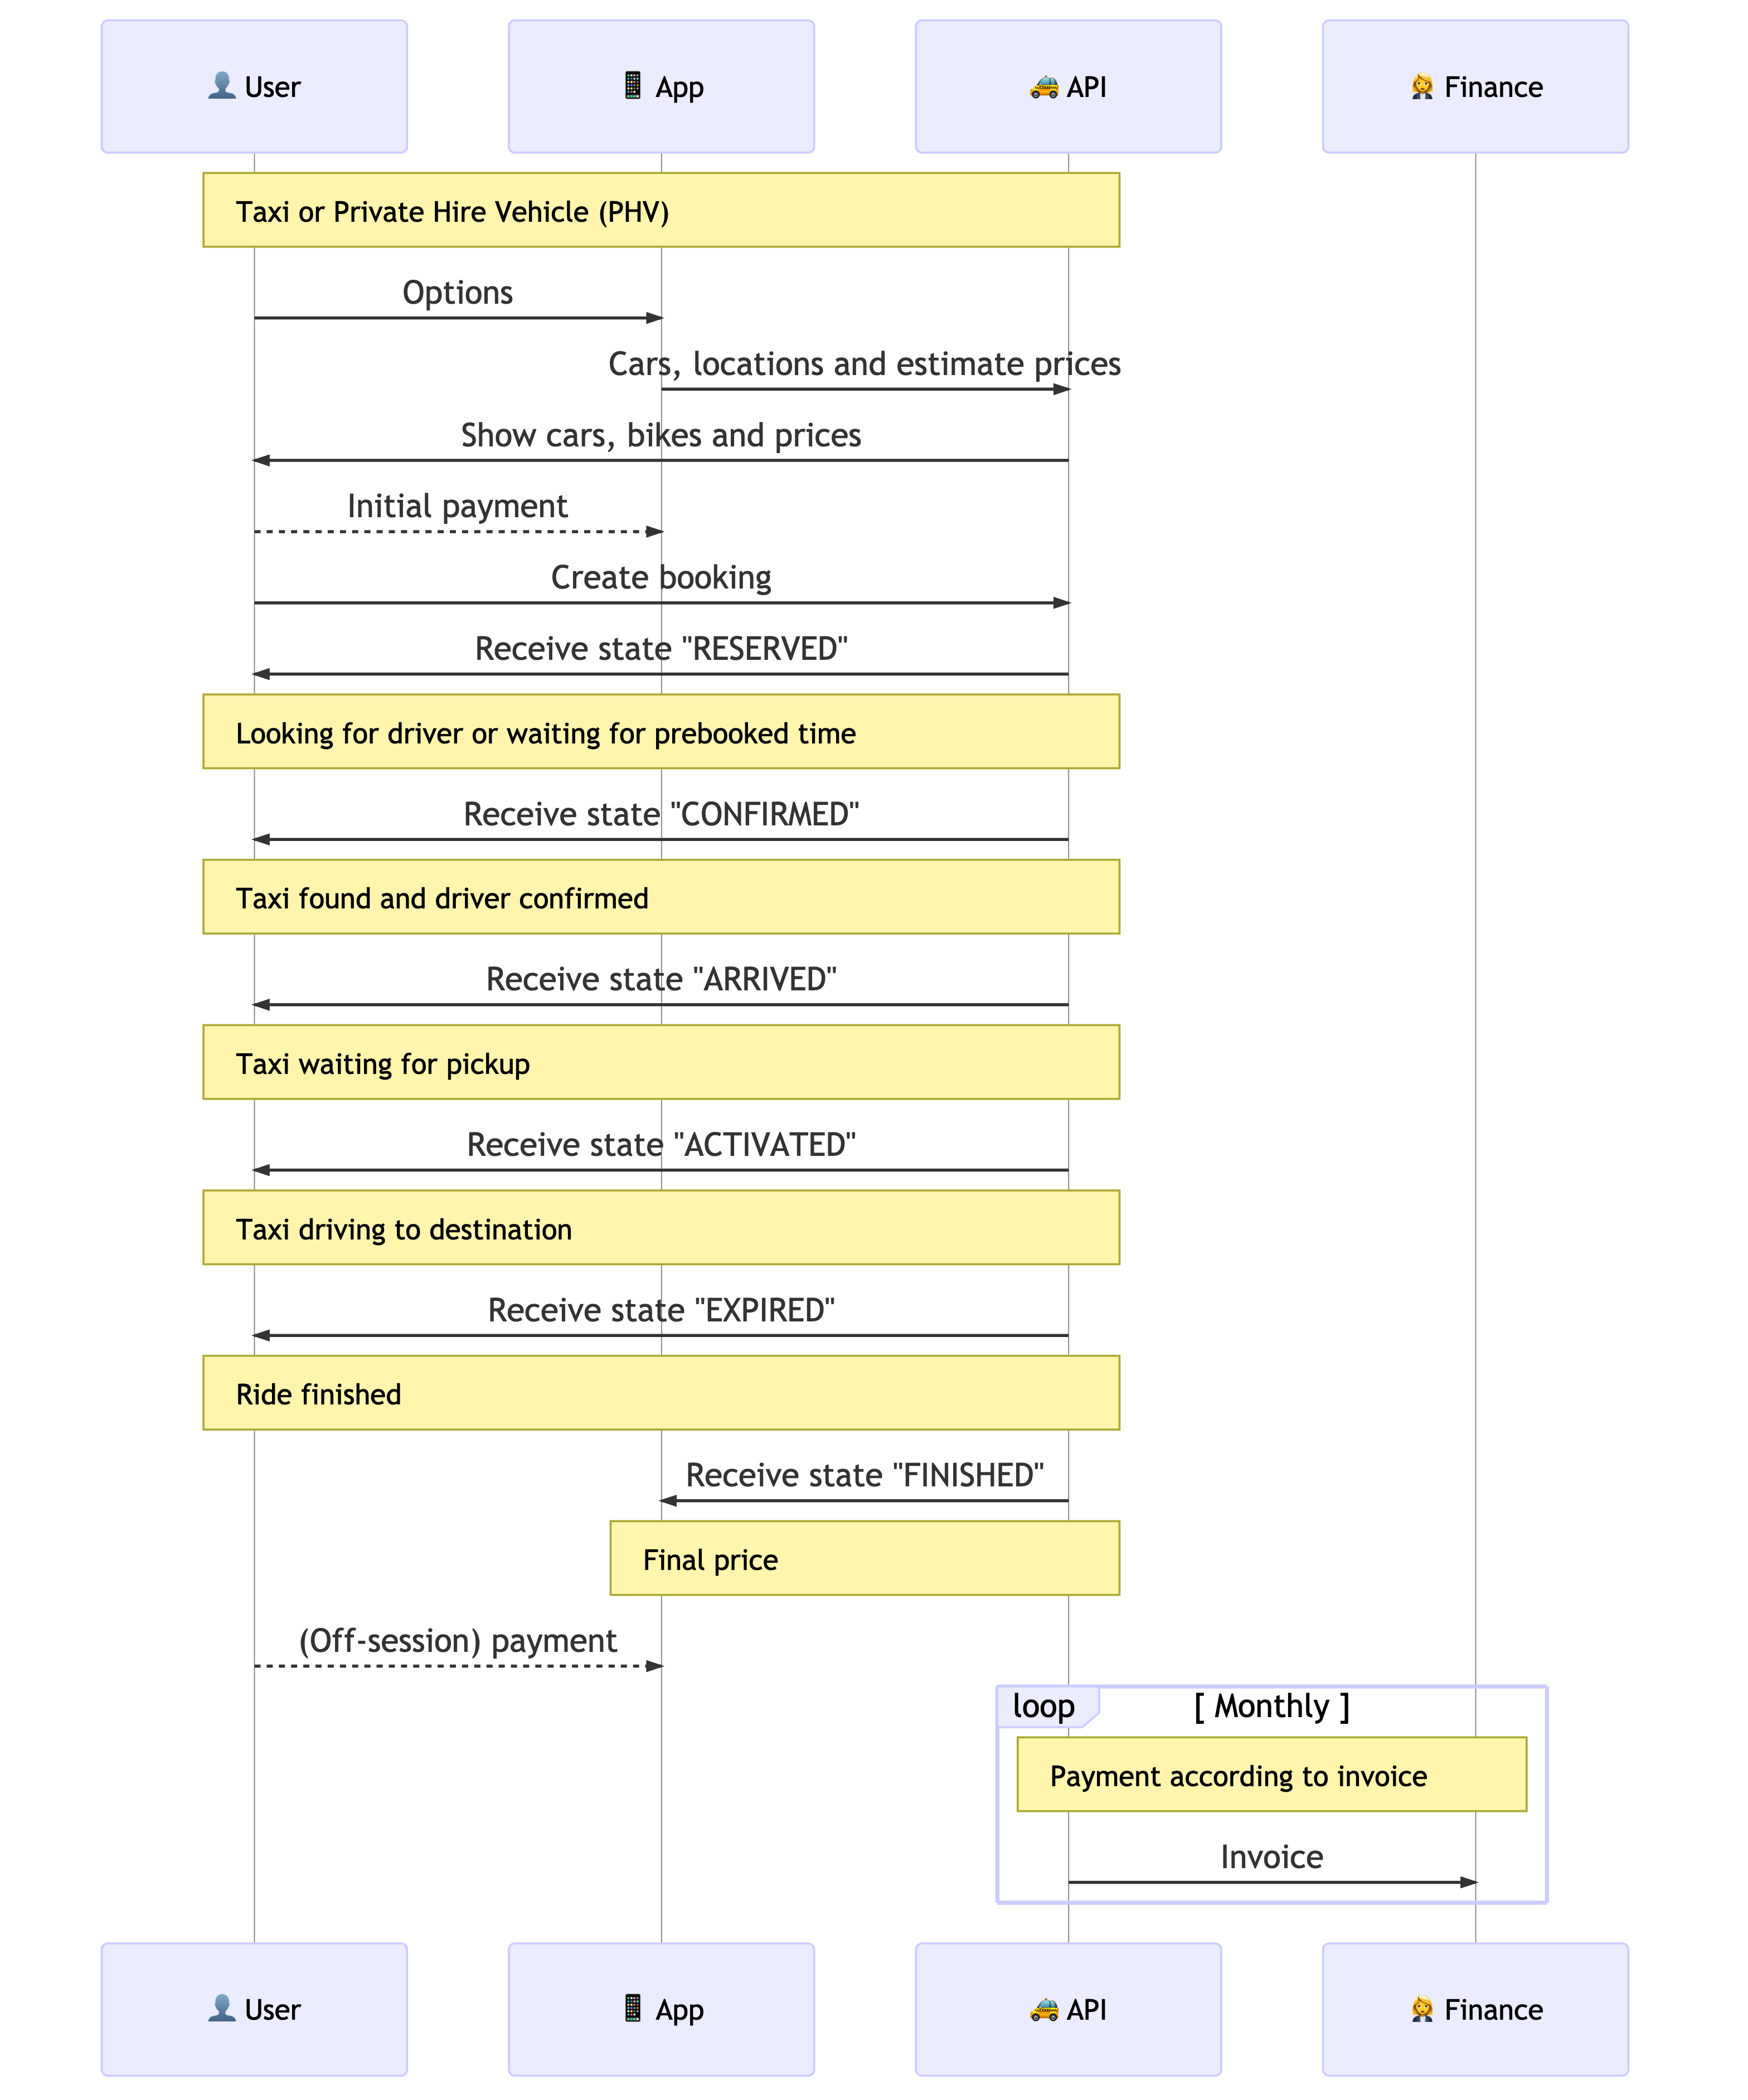 User
App
API
Finance
Taxi or Private Hire Vehicle (PHV)
Options
Cars, locations and estimate prices
Show cars, bikes and prices
Initial payment
Create booking
Receive state "RESERVED"
Looking for driver or waiting for prebooked time
Receive state "CONFIRMED"
Taxi found and driver confirmed
Receive state "ARRIVED"
Taxi waiting for pickup
Receive state "ACTIVATED"
Taxi driving to destination
Receive state "EXPIRED"
Ride finished
Receive state "FINISHED"
Final price
(Off-session) payment
loop
[ Monthly ]
Payment according to invoice
Invoice
User
App
API
Finance